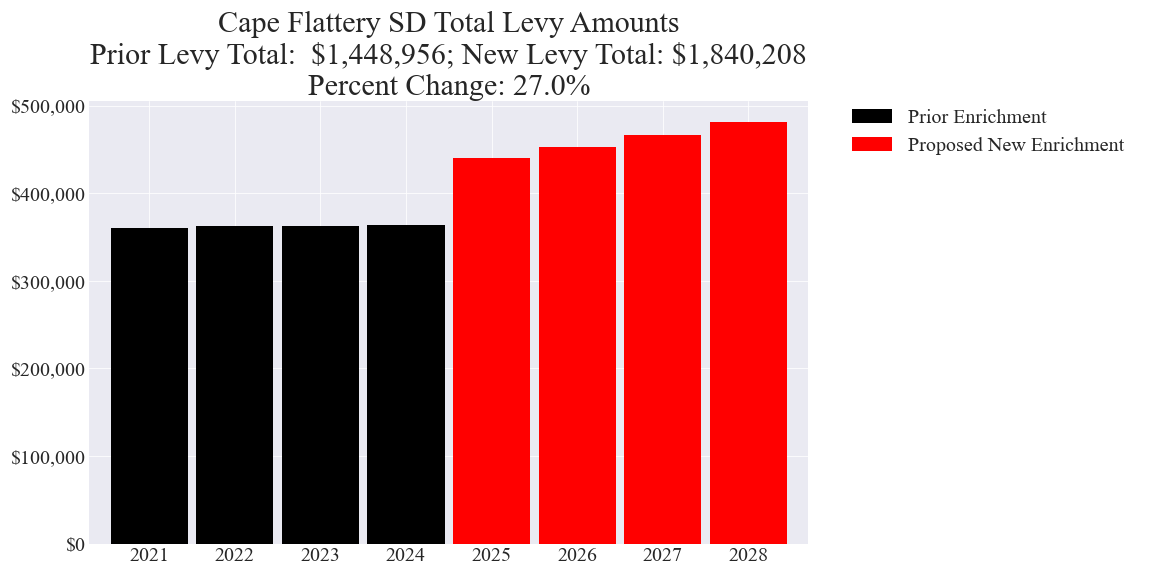 Cape Flattery SD Total Levy Amounts
Prior Levy Total:  $1,448,956; New Levy Total: $1,840,208
Percent Change: 27.0%
$500,000
$400,000
$300,000
$200,000
$100,000
$0
2021 2022 2023 2024 2025 2026 2027 2028
Prior Enrichment
Proposed New Enrichment